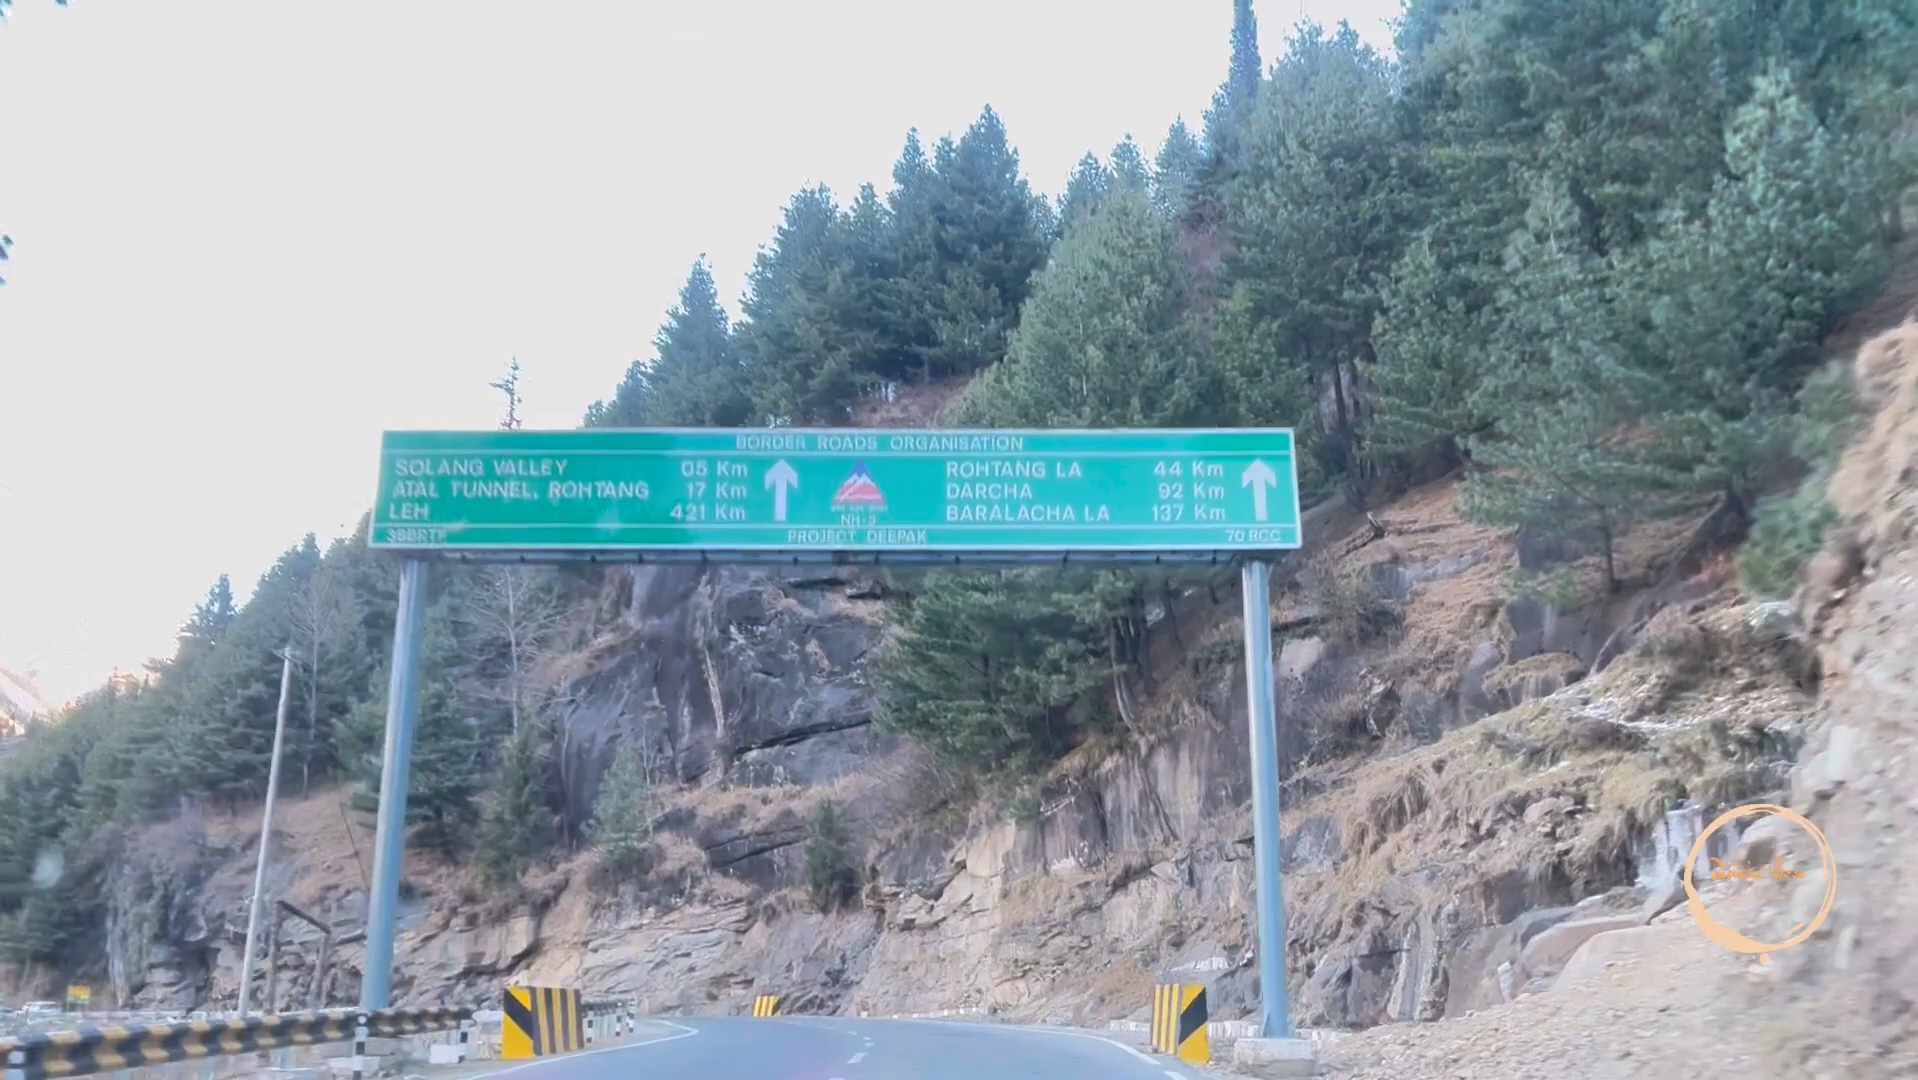 BORDER ROADS ORGANISATION
SOLANG VALLEY 05 Km
ATAL TUNNEL, ROHTANG 17 Km
LEH 421 Km
NH-3
ROHTANG LA 44 Km
DARCHA 92 Km
BARALACHA LA 137 Km
38BRTF PROJECT DEEPAK 70 RCC